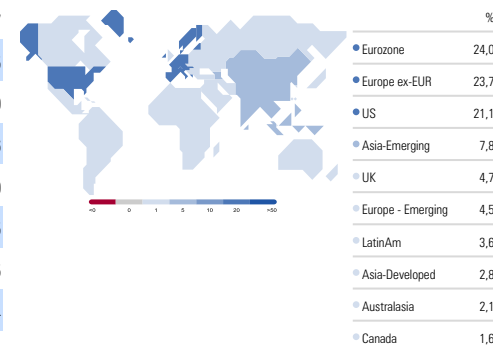 %
Eurozone 24,0
Europe ex-EUR 23,7
US 21,1
Asia-Emerging 7,8
UK 4,7
Europe - Emerging 4,5
LatinAm 3,6
Asia-Developed 2,8
Australasia 2,1
Canada 1,6
<0 0 1 5 10 20 >50